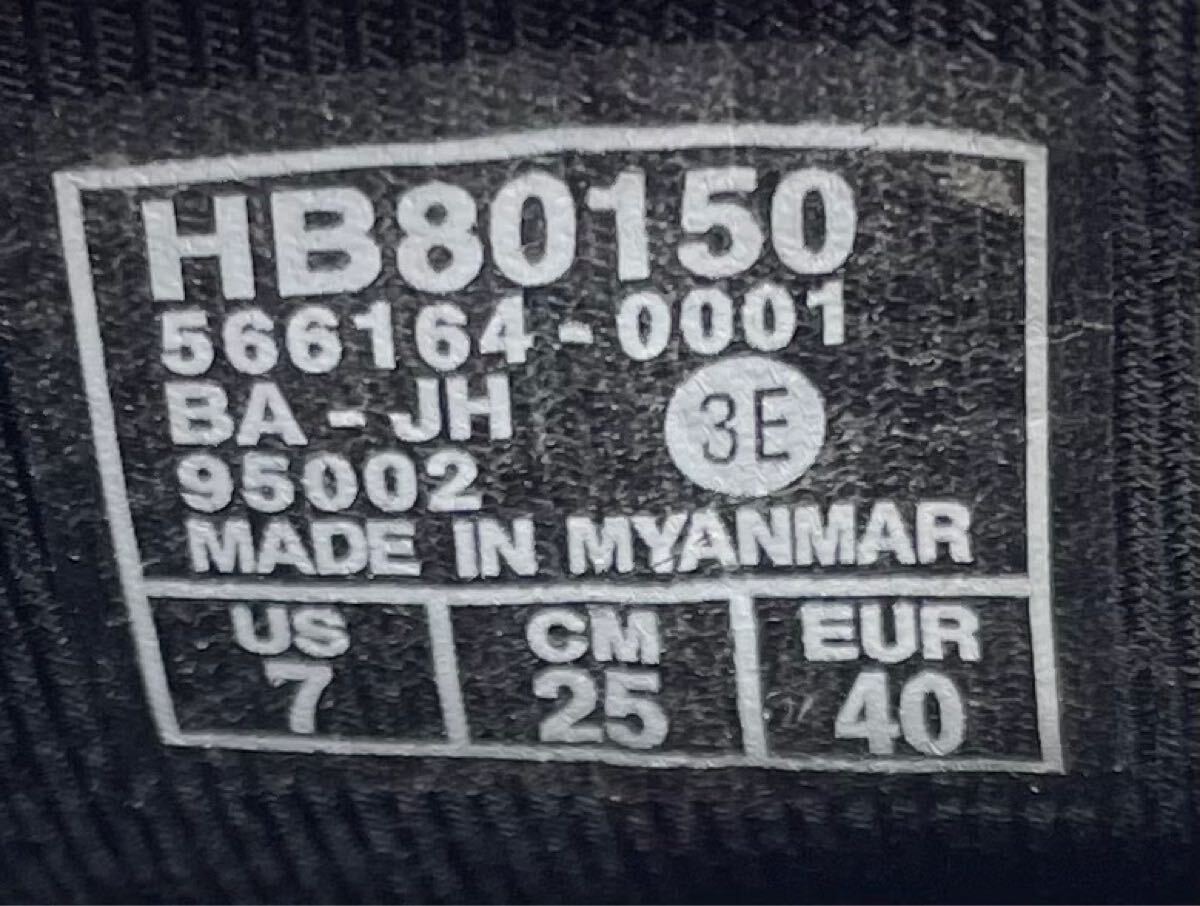 HB80150
566164-0001
BA-JH
3E
95002
MADE IN MYANMAR
US CM EUR
7 25 40